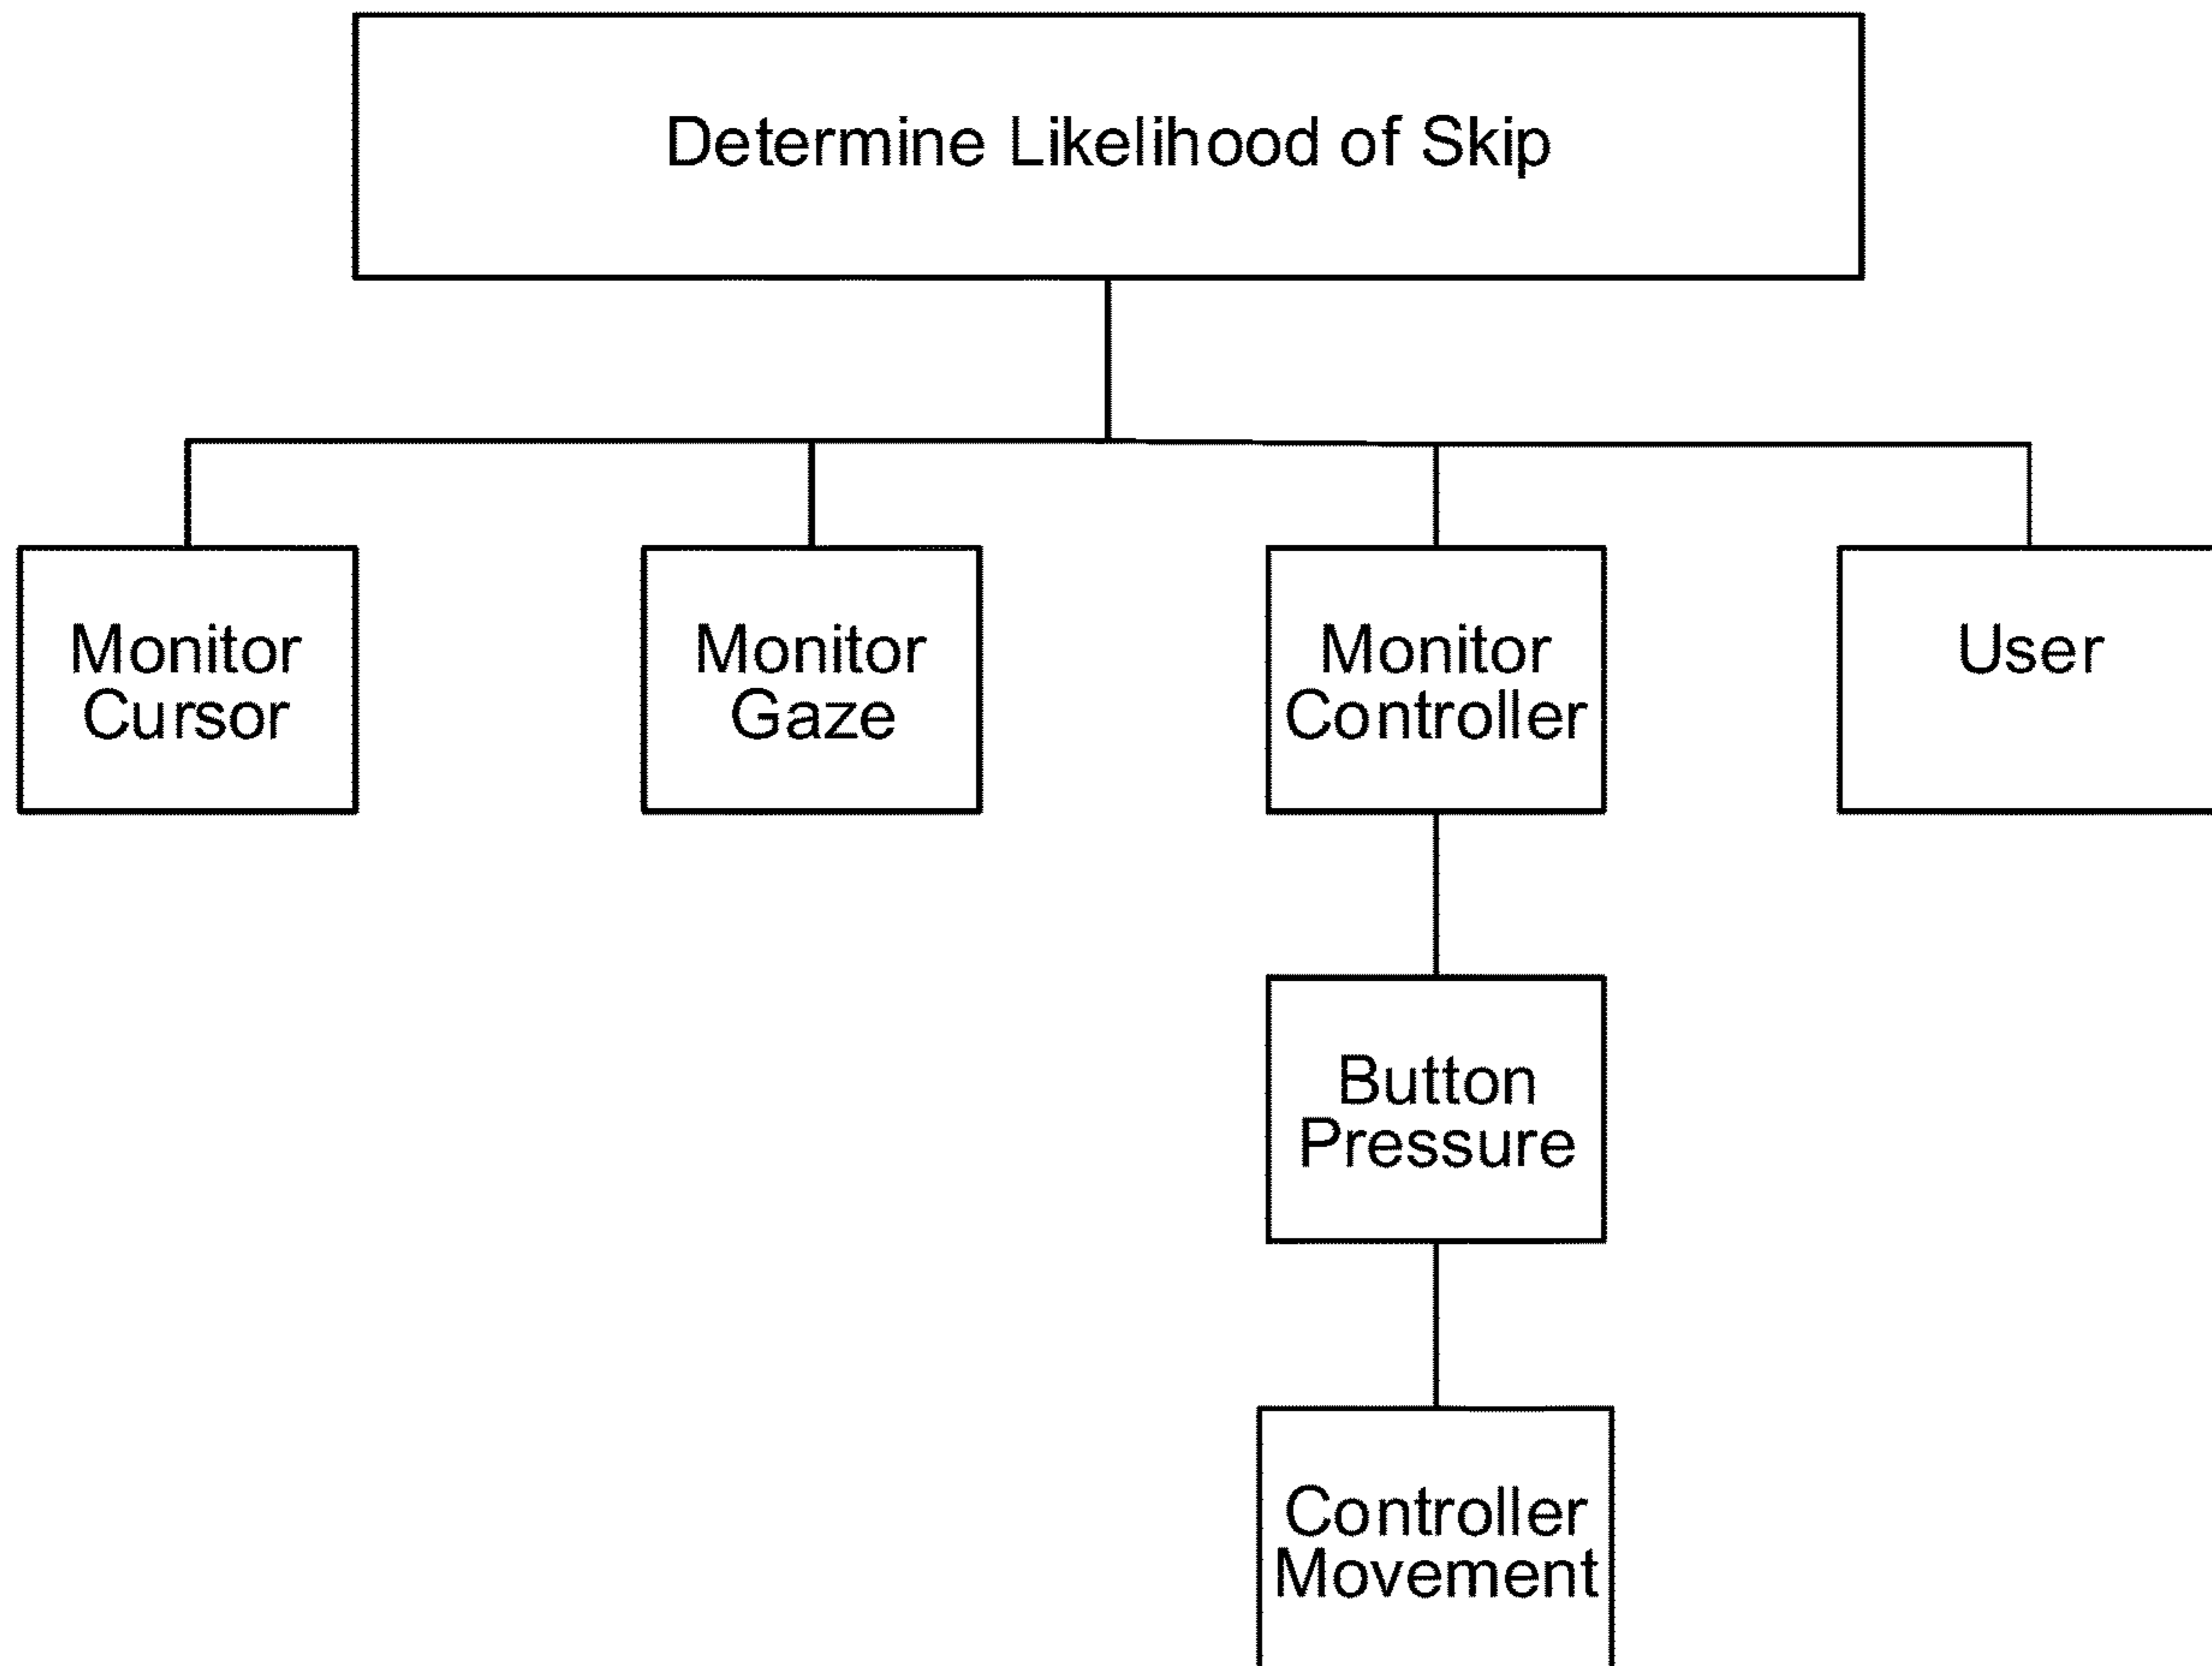 Determine Likelihood of Skip
Monitor
Cursor
Monitor
Gaze
Monitor
Controller
User
Button
Pressure
Controller
Movement